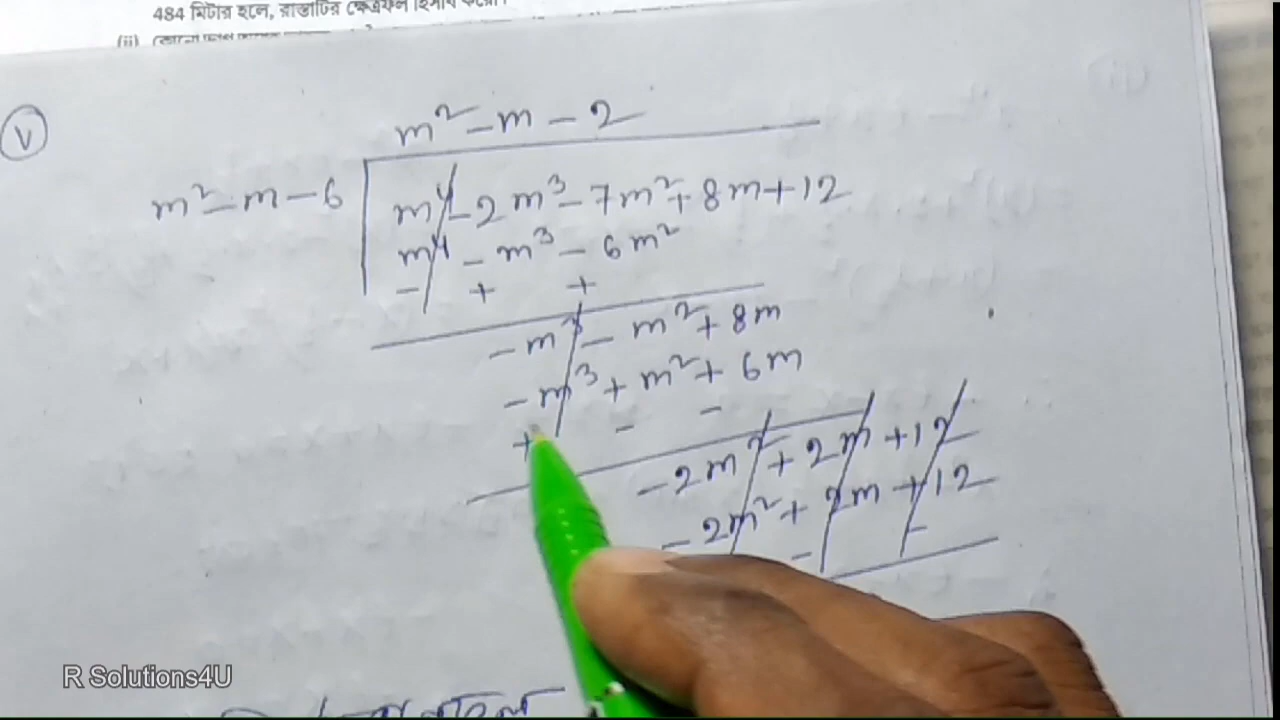 484 মিটার হলে, রাস্তাটির ক্ষেত্রফল হিসাব করো।
(ii)
v
m² - m - 2
m² - m - 6 m⁴ - 2m³ - 7m² + 8m + 12
m⁴ - m³ - 6m²
- + +
- m³ - m² + 8m
- m³ + m² + 6m
+ - -
- 2m² + 2m + 12
- 2m² + 2m + 12
- -
R Solutions4U